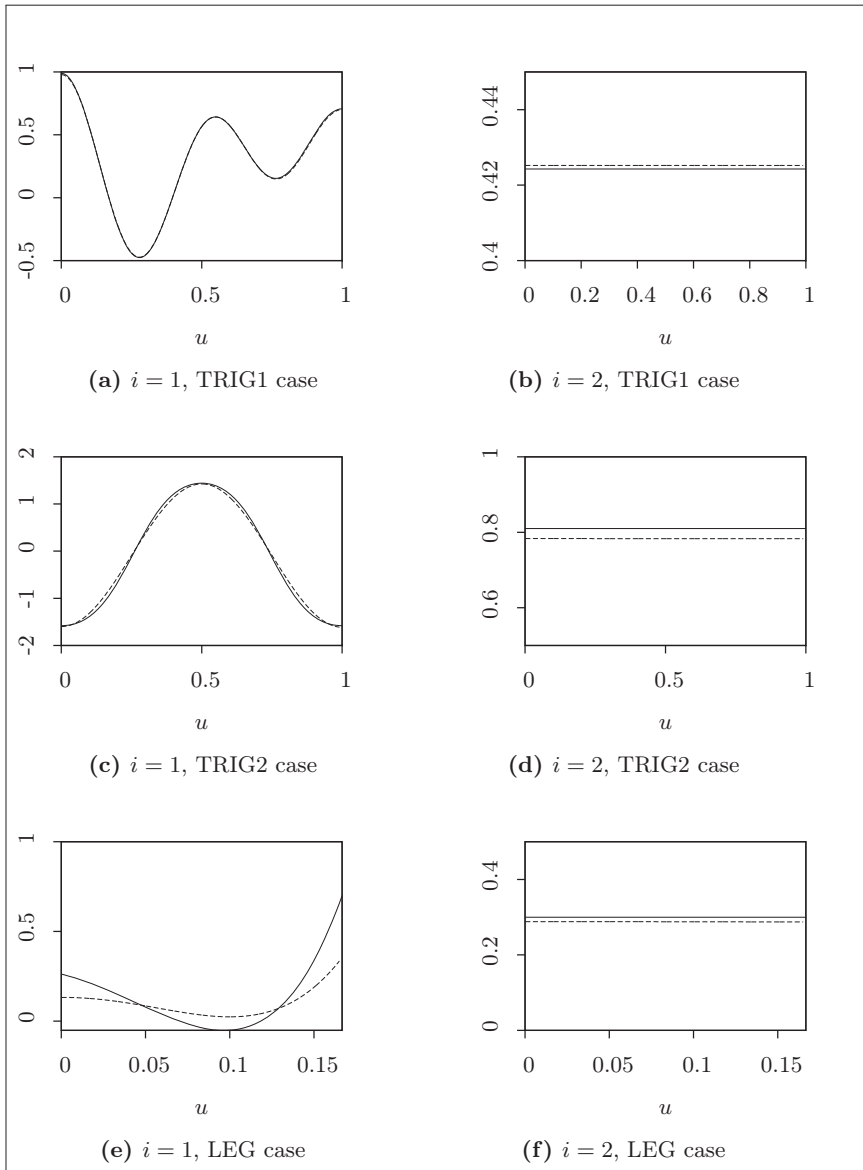 1
0.5
0
-0.5
0 0.5 1
u
(a) i = 1, TRIG1 case
0.44
0.42
0.4
0 0.2 0.4 0.6 0.8 1
u
(b) i = 2, TRIG1 case
2
1
0
-1
-2
0 0.5 1
u
(c) i = 1, TRIG2 case
1
0.8
0.6
0 0.5 1
u
(d) i = 2, TRIG2 case
1
0.5
0
0 0.05 0.1 0.15
u
(e) i = 1, LEG case
0.4
0.2
0
0 0.05 0.1 0.15
u
(f) i = 2, LEG case